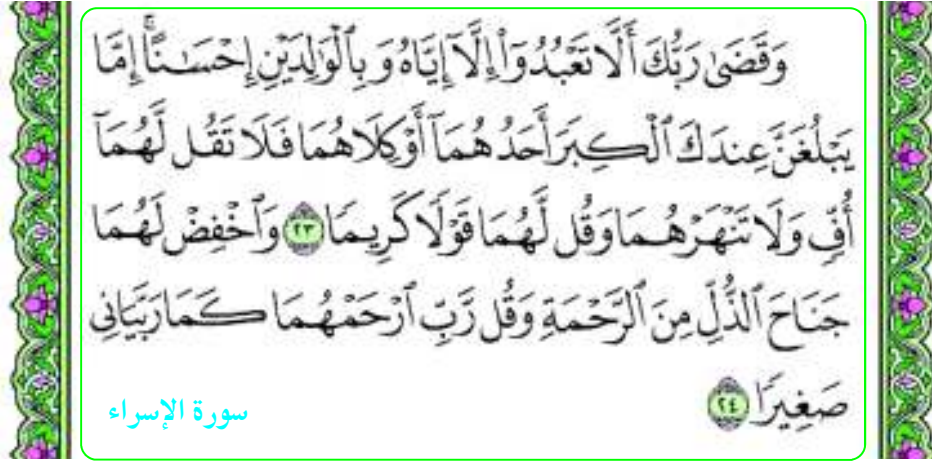 وَقَضَىٰ رَبُّكَ أَلَّا تَعْبُدُوٓا۟ إِلَّآ إِيَّاهُ وَبِٱلْوَٰلِدَيْنِ إِحْسَـٰنًا ۚ إِمَّا
يَبْلُغَنَّ عِندَكَ ٱلْكِبَرَ أَحَدُهُمَآ أَوْ كِلَاهُمَا فَلَا تَقُل لَّهُمَآ
أُفٍّ وَلَا تَنْهَرْهُمَا وَقُل لَّهُمَا قَوْلًا كَرِيمًا ٢٣ وَٱخْفِضْ لَهُمَا
جَنَاحَ ٱلذُّلِّ مِنَ ٱلرَّحْمَةِ وَقُل رَّبِّ ٱرْحَمْهُمَا كَمَا رَبَّيَانِى
صَغِيرًا ٢٤
سورة الإسراء